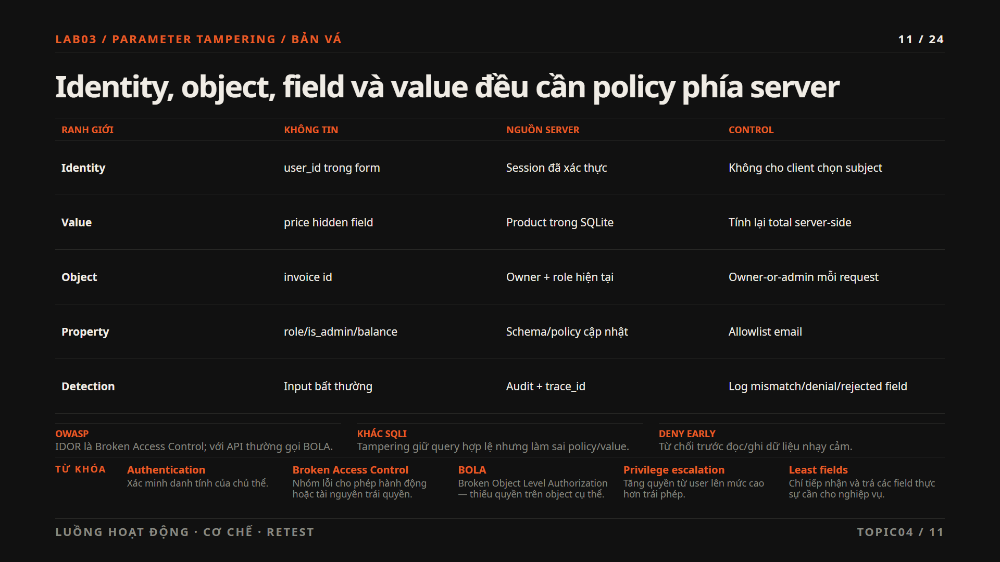 LAB03 / PARAMETER TAMPERING / BẢN VÁ
11 / 24
Identity, object, field và value đều cần policy phía server
RANH GIỚI KHÔNG TIN NGUỒN SERVER CONTROL
Identity user_id trong form Session đã xác thực Không cho client chọn subject
Value price hidden field Product trong SQLite Tính lại total server-side
Object invoice id Owner + role hiện tại Owner-or-admin mỗi request
Property role/is_admin/balance Schema/policy cập nhật Allowlist email
Detection Input bất thường Audit + trace_id Log mismatch/denial/rejected field
OWASP
IDOR là Broken Access Control; với API thường gọi BOLA.
KHÁC SQLI
Tampering giữ query hợp lệ nhưng làm sai policy/value.
DENY EARLY
Từ chối trước đọc/ghi dữ liệu nhạy cảm.
TỪ KHÓA
Authentication
Xác minh danh tính của chủ thể.
Broken Access Control
Nhóm lỗi cho phép hành động
hoặc tài nguyên trái quyền.
BOLA
Broken Object Level Authorization
— thiếu quyền trên object cụ thể.
Privilege escalation
Tăng quyền từ user lên mức cao
hơn trái phép.
Least fields
Chỉ tiếp nhận và trả các field thực
sự cần cho nghiệp vụ.
LUỒNG HOẠT ĐỘNG · CƠ CHẾ · RETEST
TOPIC04 / 11